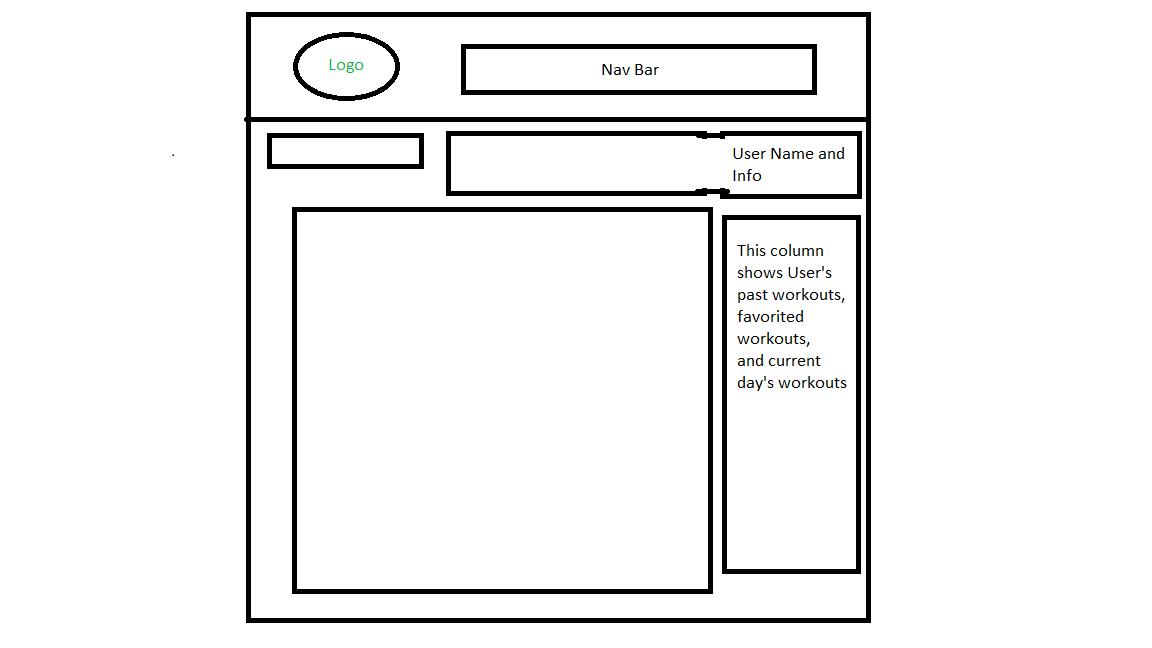 Logo
Nav Bar
User Name and
Info
This column
shows User's
past workouts,
favorited
workouts,
and current
day's workouts